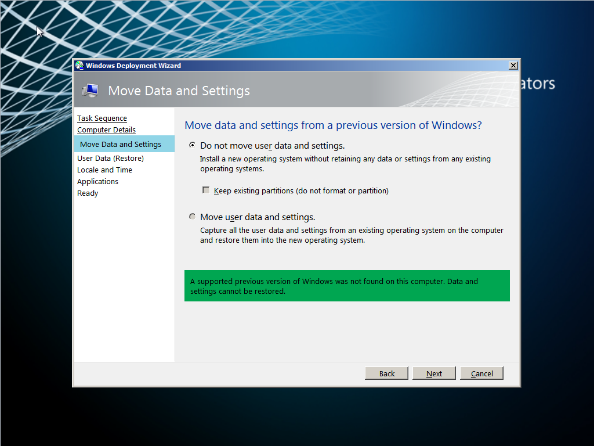 Windows Deployment Wizard
ators
Move Data and Settings
Task Sequence
Computer Details
Move Data and Settings
User Data (Restore)
Locale and Time
Applications
Ready
Move data and settings from a previous version of Windows?
Do not move user data and settings.
Install a new operating system without retaining any data or settings from any existing
operating systems.
Keep existing partitions (do not format or partition)
Move user data and settings.
Capture all the user data and settings from an existing operating system on the computer
and restore them into the new operating system.
A supported previous version of Windows was not found on this computer. Data and
settings cannot be restored.
Back
Next
Cancel